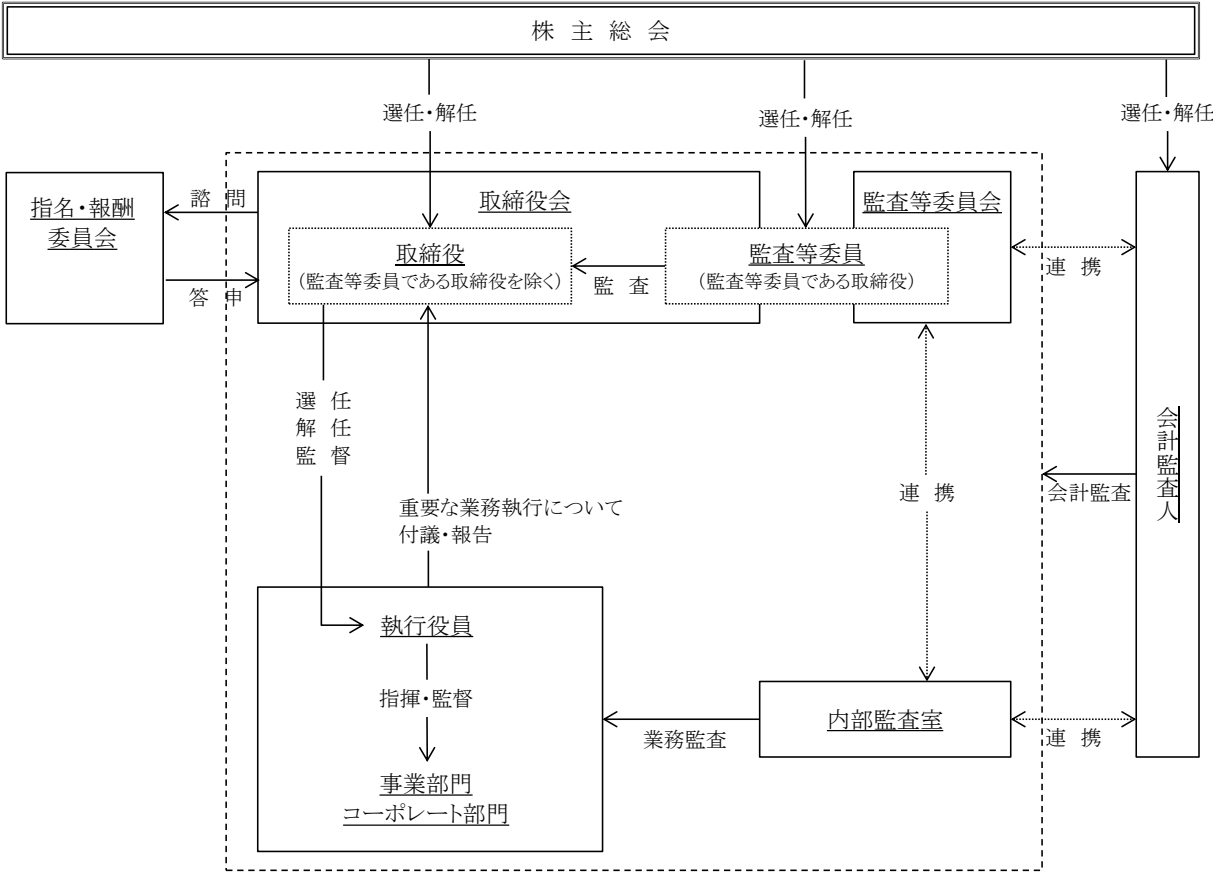 株 主 総 会
選任・解任
選任・解任
選任・解任
指名・報酬
委員会
諮 問
答 申
取締役会
取締役
（監査等委員である取締役を除く）
監 査
監査等委員会
監査等委員
（監査等委員である取締役）
連 携
選 任
解 任
監 督
重要な業務執行について
付議・報告
連 携
会計監査
会計監査人
執行役員
指揮・監督
事業部門
コーポレート部門
業務監査
内部監査室
連 携